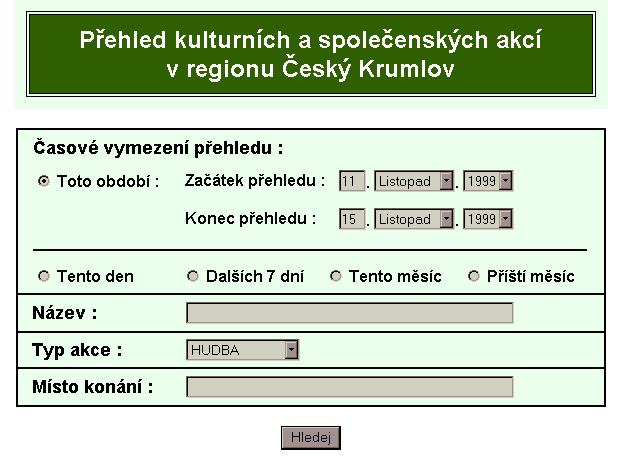 Přehled kulturních a společenských akcí
v regionu Český Krumlov
Časové vymezení přehledu :
Toto období : Začátek přehledu : 11 . Listopad . 1999
Konec přehledu : 15 . Listopad . 1999
Tento den Dalších 7 dní Tento měsíc Příští měsíc
Název :
Typ akce : HUDBA
Místo konání :
Hledej